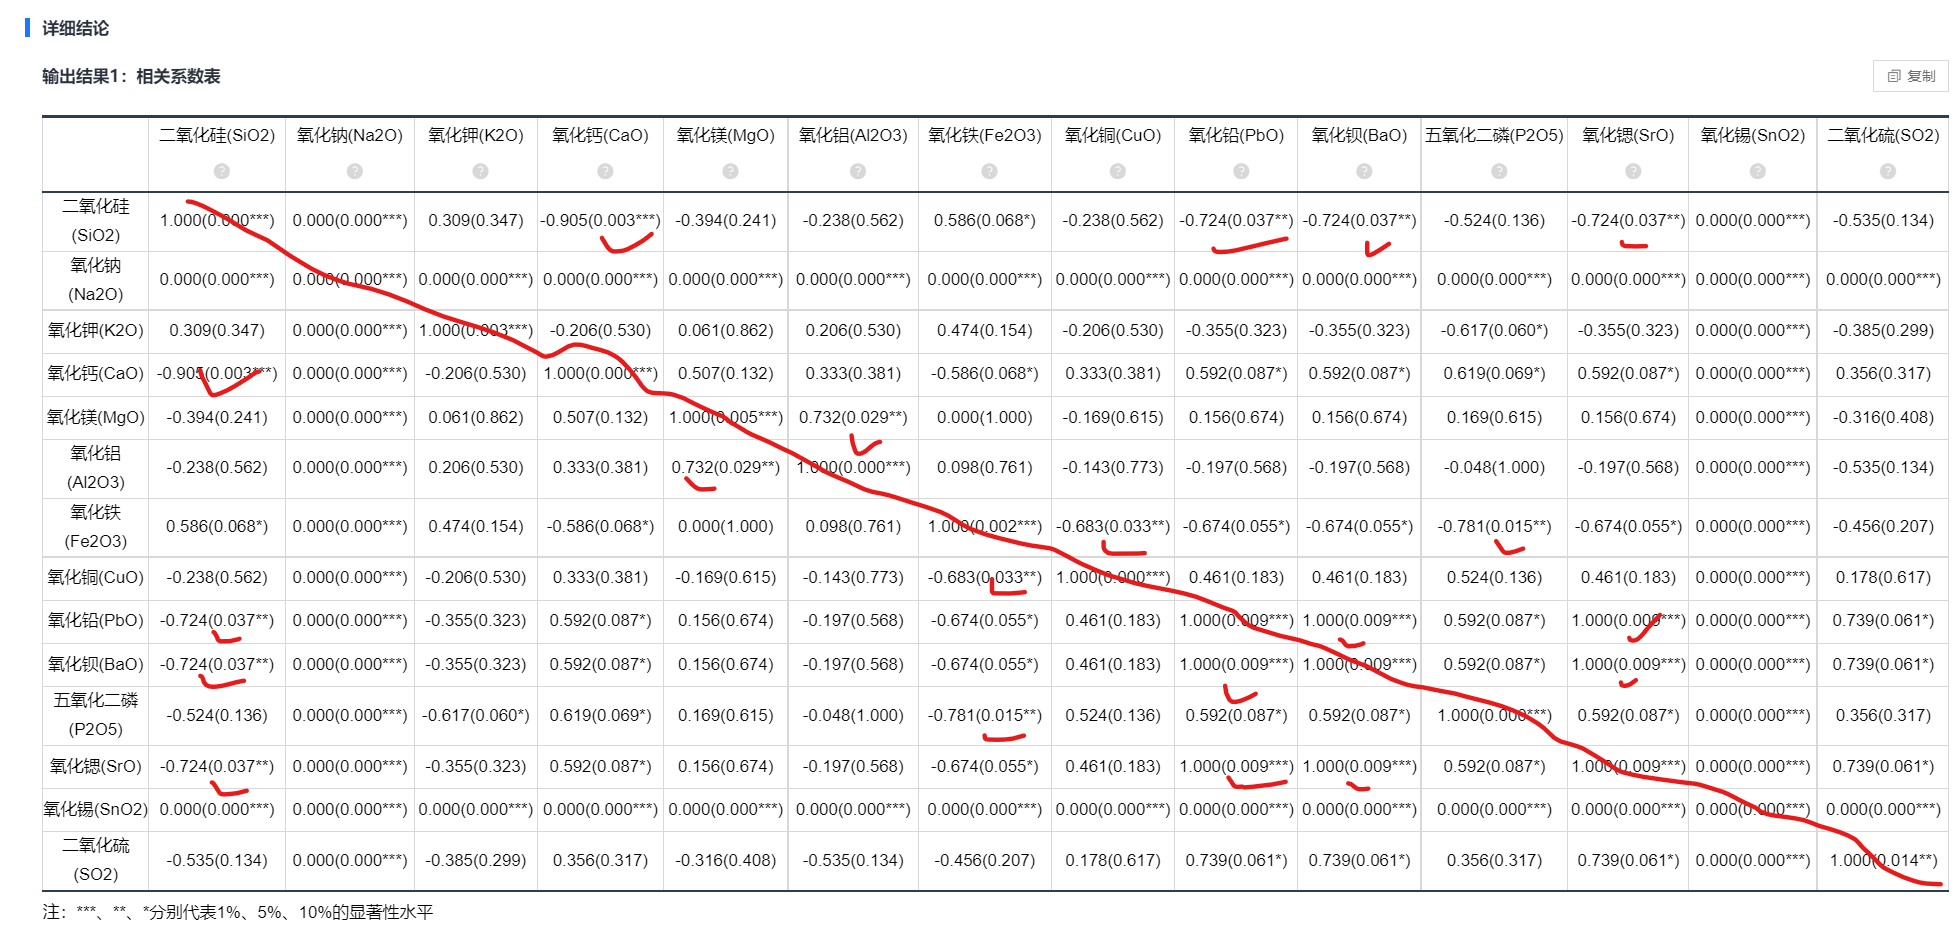 详细结论
输出结果1：相关系数表
复制
二氧化硅(SiO2) 氧化钠(Na2O) 氧化钾(K2O) 氧化钙(CaO) 氧化镁(MgO) 氧化铝(Al2O3) 氧化铁(Fe2O3) 氧化铜(CuO) 氧化铅(PbO) 氧化钡(BaO) 五氧化二磷(P2O5) 氧化锶(SrO) 氧化锡(SnO2) 二氧化硫(SO2)
? ? ? ? ? ? ? ? ? ? ? ? ? ?
二氧化硅
(SiO2) 1.000(0.000***) 0.000(0.000***) 0.309(0.347) -0.905(0.003***) -0.394(0.241) -0.238(0.562) 0.586(0.068*) -0.238(0.562) -0.724(0.037**) -0.724(0.037**) -0.524(0.136) -0.724(0.037**) 0.000(0.000***) -0.535(0.134)
氧化钠
(Na2O) 0.000(0.000***) 0.000(0.000***) 0.000(0.000***) 0.000(0.000***) 0.000(0.000***) 0.000(0.000***) 0.000(0.000***) 0.000(0.000***) 0.000(0.000***) 0.000(0.000***) 0.000(0.000***) 0.000(0.000***) 0.000(0.000***) 0.000(0.000***)
氧化钾(K2O) 0.309(0.347) 0.000(0.000***) 1.000(0.003***) -0.206(0.530) 0.061(0.862) 0.206(0.530) 0.474(0.154) -0.206(0.530) -0.355(0.323) -0.355(0.323) -0.617(0.060*) -0.355(0.323) 0.000(0.000***) -0.385(0.299)
氧化钙(CaO) -0.905(0.003***) 0.000(0.000***) -0.206(0.530) 1.000(0.000***) 0.507(0.132) 0.333(0.381) -0.586(0.068*) 0.333(0.381) 0.592(0.087*) 0.592(0.087*) 0.619(0.069*) 0.592(0.087*) 0.000(0.000***) 0.356(0.317)
氧化镁(MgO) -0.394(0.241) 0.000(0.000***) 0.061(0.862) 0.507(0.132) 1.000(0.005***) 0.732(0.029**) 0.000(1.000) -0.169(0.615) 0.156(0.674) 0.156(0.674) 0.169(0.615) 0.156(0.674) 0.000(0.000***) -0.316(0.408)
氧化铝
(Al2O3) -0.238(0.562) 0.000(0.000***) 0.206(0.530) 0.333(0.381) 0.732(0.029**) 1.000(0.000***) 0.098(0.761) -0.143(0.773) -0.197(0.568) -0.197(0.568) -0.048(1.000) -0.197(0.568) 0.000(0.000***) -0.535(0.134)
氧化铁
(Fe2O3) 0.586(0.068*) 0.000(0.000***) 0.474(0.154) -0.586(0.068*) 0.000(1.000) 0.098(0.761) 1.000(0.002***) -0.683(0.033**) -0.674(0.055*) -0.674(0.055*) -0.781(0.015**) -0.674(0.055*) 0.000(0.000***) -0.456(0.207)
氧化铜(CuO) -0.238(0.562) 0.000(0.000***) -0.206(0.530) 0.333(0.381) -0.169(0.615) -0.143(0.773) -0.683(0.033**) 1.000(0.000***) 0.461(0.183) 0.461(0.183) 0.524(0.136) 0.461(0.183) 0.000(0.000***) 0.178(0.617)
氧化铅(PbO) -0.724(0.037**) 0.000(0.000***) -0.355(0.323) 0.592(0.087*) 0.156(0.674) -0.197(0.568) -0.674(0.055*) 0.461(0.183) 1.000(0.009***) 1.000(0.009***) 0.592(0.087*) 1.000(0.009***) 0.000(0.000***) 0.739(0.061*)
氧化钡(BaO) -0.724(0.037**) 0.000(0.000***) -0.355(0.323) 0.592(0.087*) 0.156(0.674) -0.197(0.568) -0.674(0.055*) 0.461(0.183) 1.000(0.009***) 1.000(0.009***) 0.592(0.087*) 1.000(0.009***) 0.000(0.000***) 0.739(0.061*)
五氧化二磷
(P2O5) -0.524(0.136) 0.000(0.000***) -0.617(0.060*) 0.619(0.069*) 0.169(0.615) -0.048(1.000) -0.781(0.015**) 0.524(0.136) 0.592(0.087*) 0.592(0.087*) 1.000(0.000***) 0.592(0.087*) 0.000(0.000***) 0.356(0.317)
氧化锶(SrO) -0.724(0.037**) 0.000(0.000***) -0.355(0.323) 0.592(0.087*) 0.156(0.674) -0.197(0.568) -0.674(0.055*) 0.461(0.183) 1.000(0.009***) 1.000(0.009***) 0.592(0.087*) 1.000(0.009***) 0.000(0.000***) 0.739(0.061*)
氧化锡(SnO2) 0.000(0.000***) 0.000(0.000***) 0.000(0.000***) 0.000(0.000***) 0.000(0.000***) 0.000(0.000***) 0.000(0.000***) 0.000(0.000***) 0.000(0.000***) 0.000(0.000***) 0.000(0.000***) 0.000(0.000***) 0.000(0.000***) 0.000(0.000***)
二氧化硫
(SO2) -0.535(0.134) 0.000(0.000***) -0.385(0.299) 0.356(0.317) -0.316(0.408) -0.535(0.134) -0.456(0.207) 0.178(0.617) 0.739(0.061*) 0.739(0.061*) 0.356(0.317) 0.739(0.061*) 0.000(0.000***) 1.000(0.014**)
注：***、**、*分别代表1%、5%、10%的显著性水平